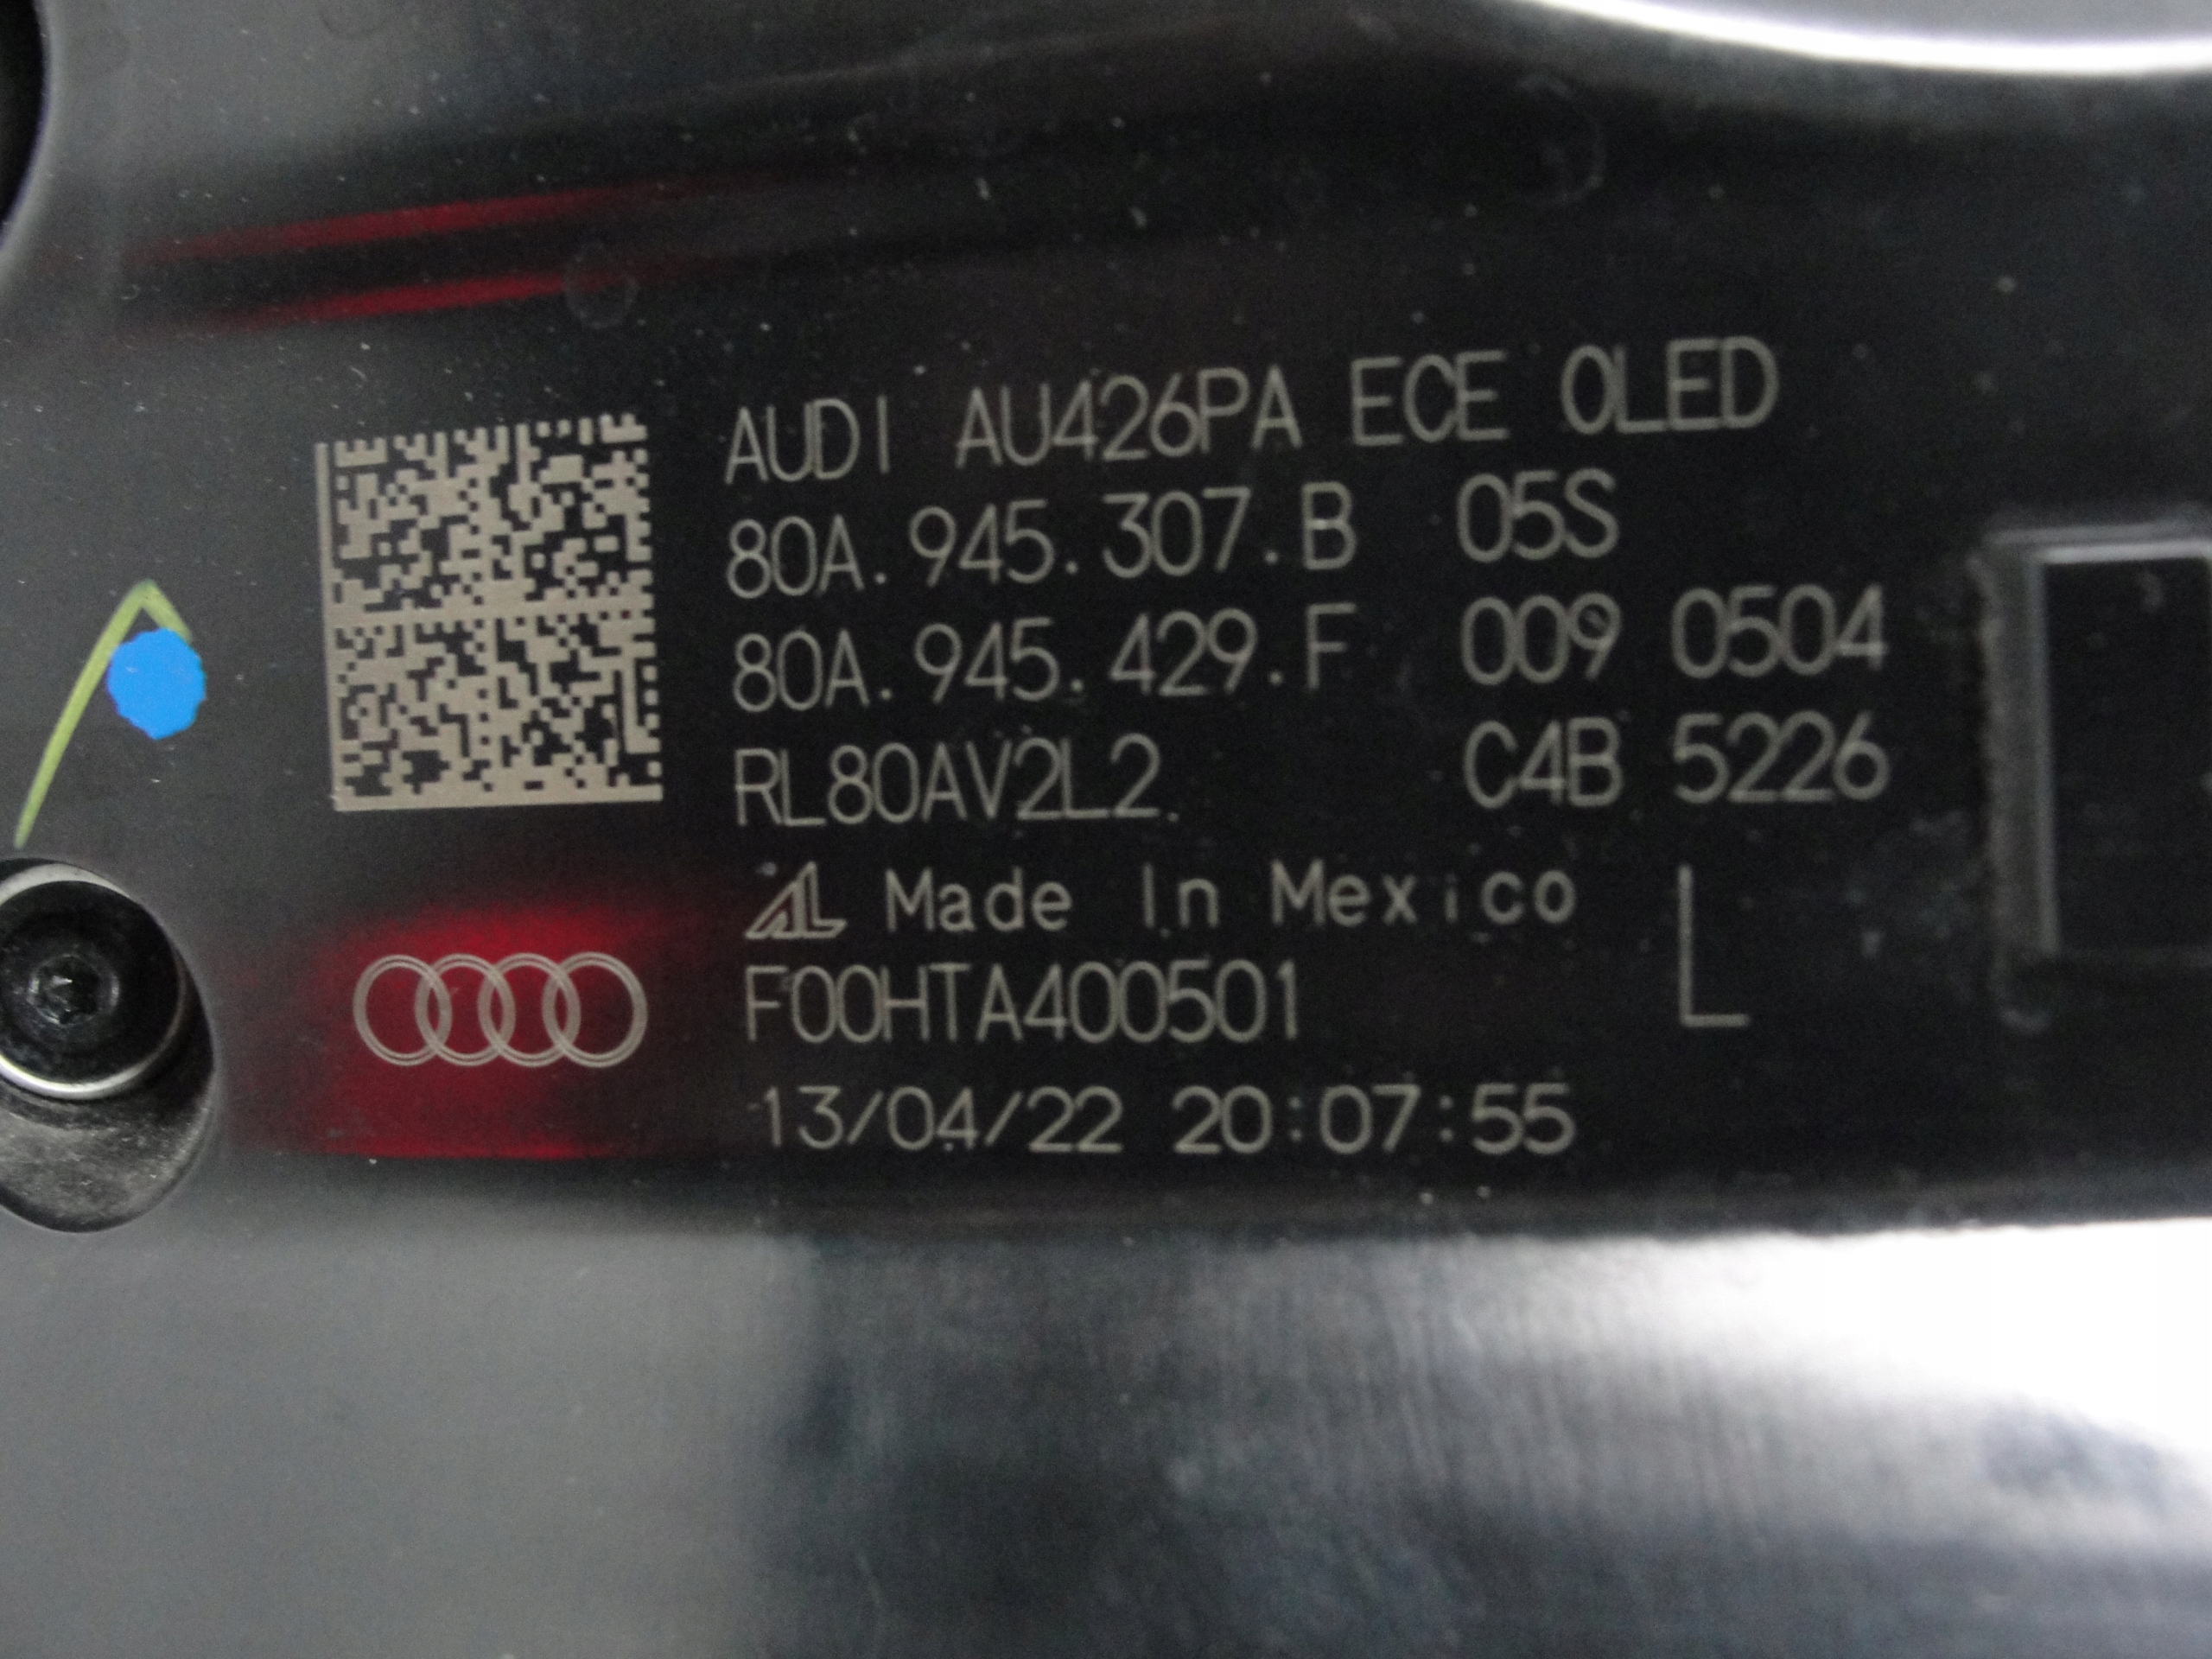 AUDI AU426PA ECE OLED
80A.945.307.B 05S
80A.945.429.F 009 0504
RL80AV2L2. C4B 5226
AL Made In Mexico L
F00HTA400501
13/04/22 20:07:55